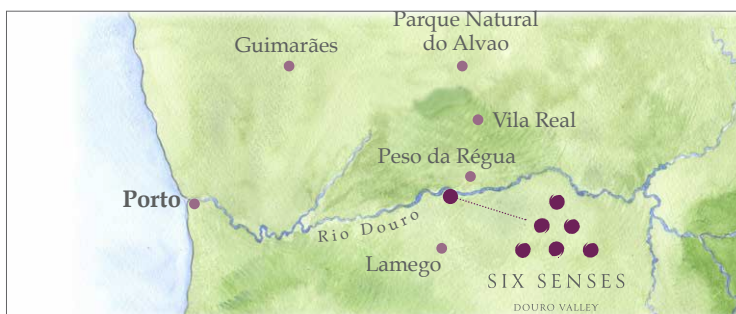 Parque Natural
do Alvao
Guimarães
Vila Real
Peso da Régua
Porto
Rio Douro
Lamego
SIX SENSES
DOURO VALLEY